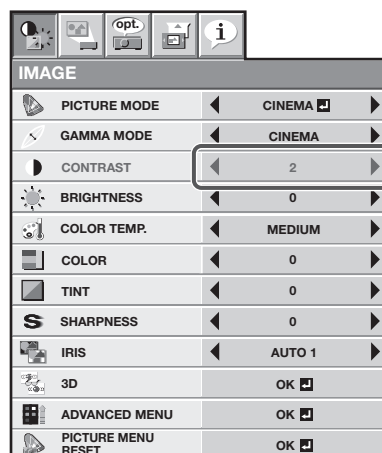 opt.
i
IMAGE
PICTURE MODE CINEMA
GAMMA MODE CINEMA
CONTRAST 2
BRIGHTNESS 0
COLOR TEMP. MEDIUM
COLOR 0
TINT 0
S SHARPNESS 0
IRIS AUTO 1
3D OK
ADVANCED MENU OK
PICTURE MENU
RESET OK